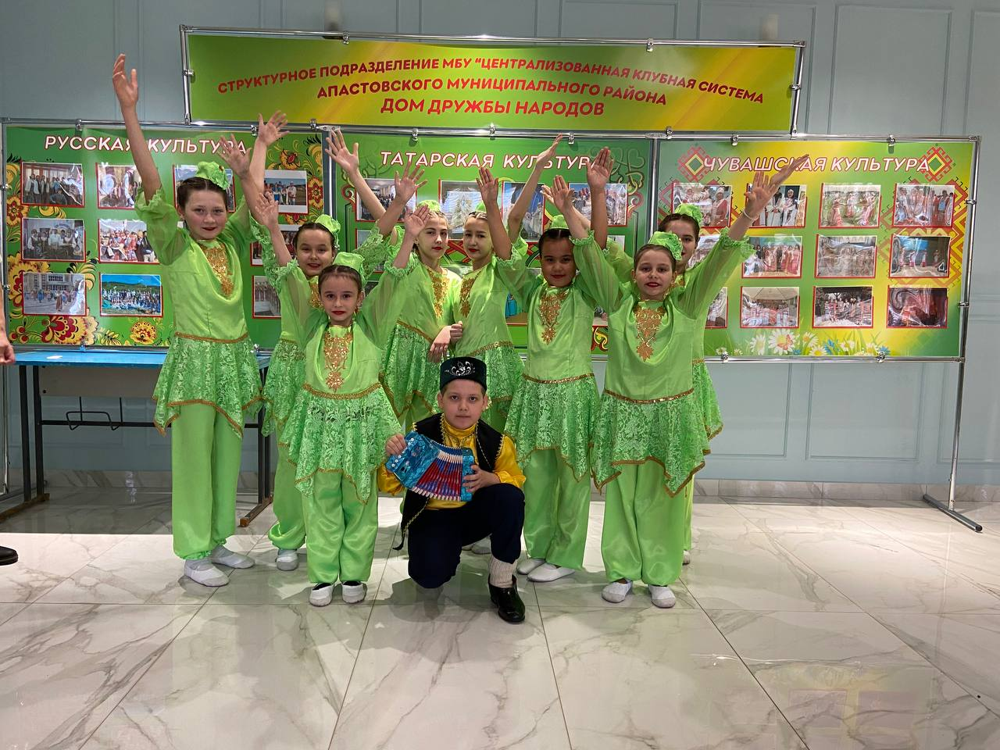 СТРУКТУРНОЕ ПОДРАЗДЕЛЕНИЕ МБУ "ЦЕНТРАЛИЗОВАННАЯ КЛУБНАЯ СИСТЕМА
АПАСТОВСКОГО МУНИЦИПАЛЬНОГО РАЙОНА
ДОМ ДРУЖБЫ НАРОДОВ
РУССКАЯ КУЛЬТУРА
ТАТАРСКАЯ КУЛЬТУРА
ЧУВАШСКАЯ КУЛЬТУРА